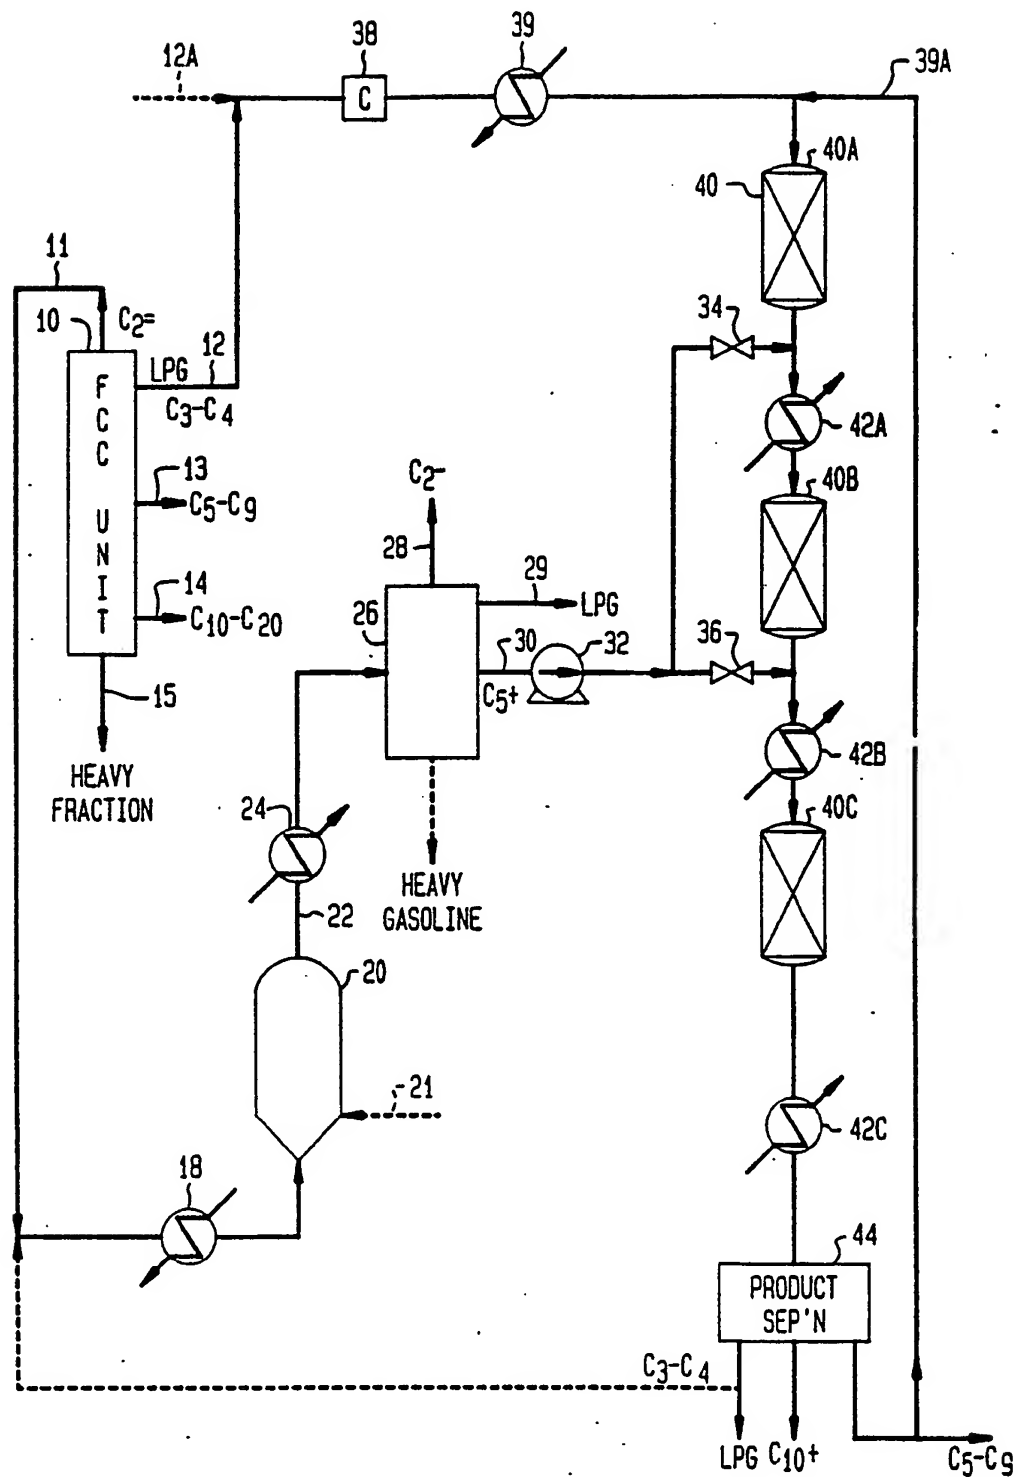 38
39
12A
39A
C
40A
40
11
10
C2=
34
LPG
12
C3-C4
FCC UNIT
42A
13
C5-C9
C2-
40B
28
14
C10-C20
29
LPG
26
30
32
36
C5+
15
42B
HEAVY
FRACTION
24
40C
HEAVY
GASOLINE
22
20
21
42C
18
44
PRODUCT
SEP'N
C3-C4
LPG
C10+
C5-C9